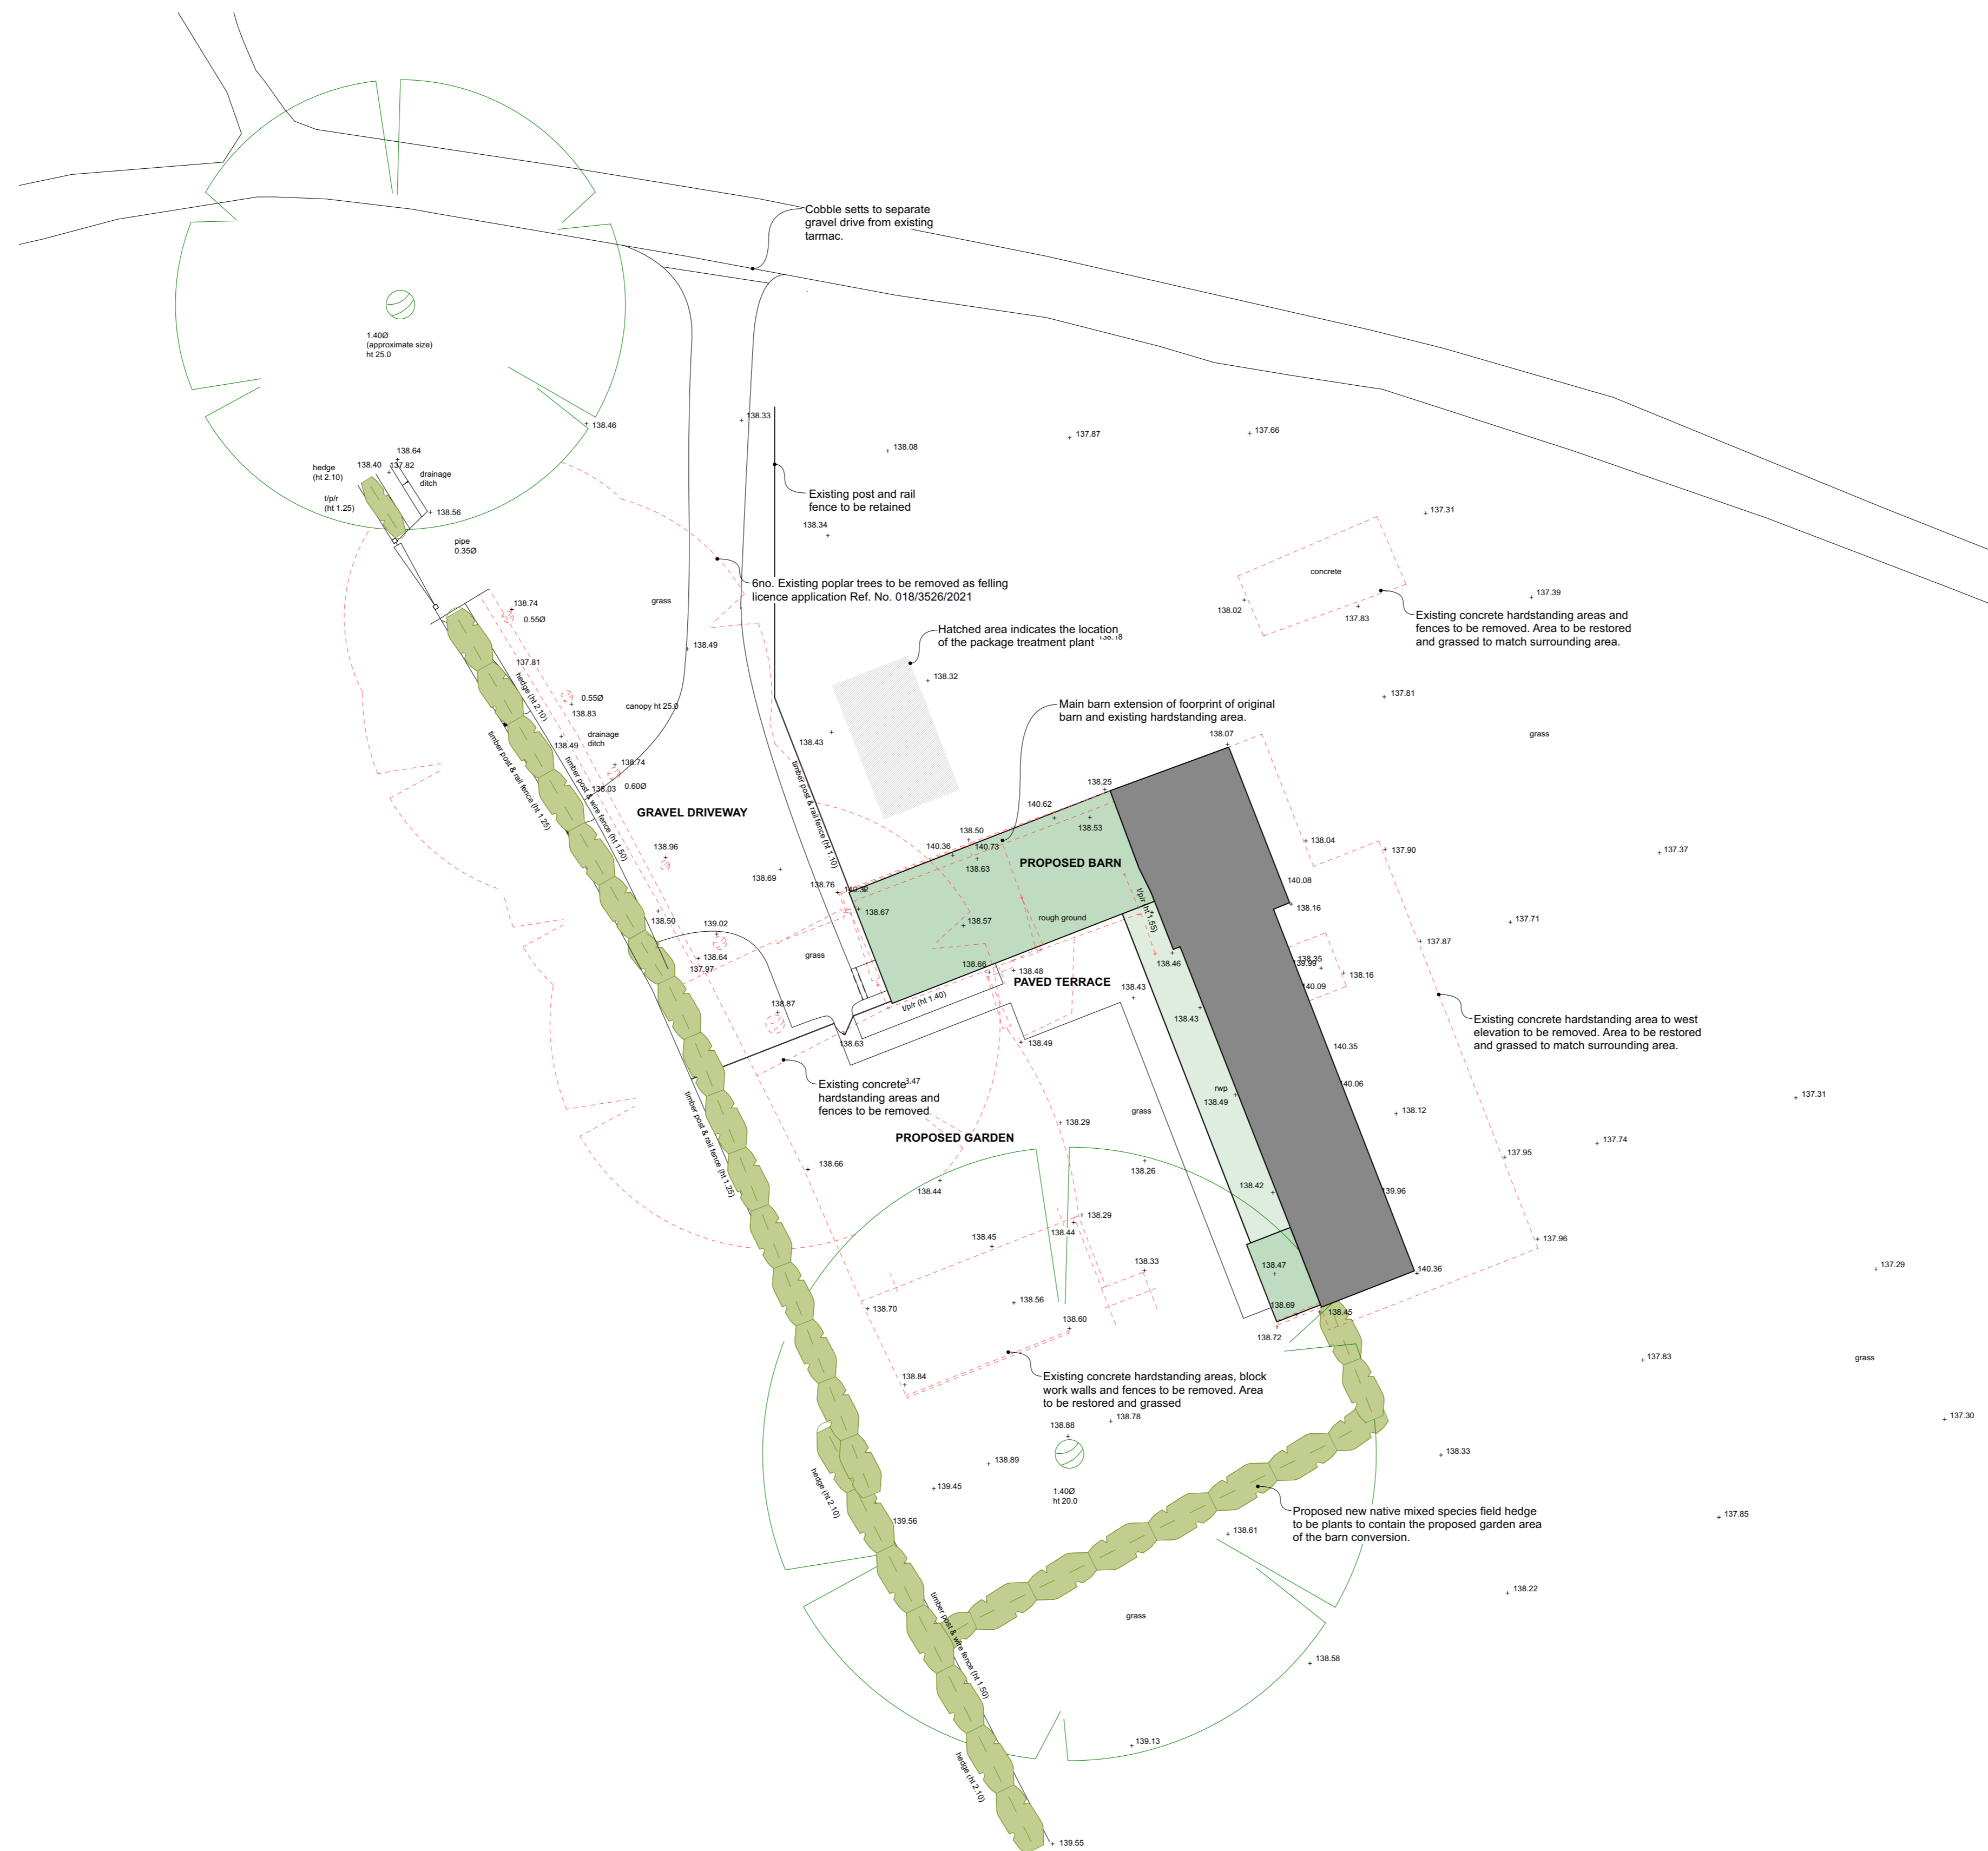 Cobble setts to separate
gravel drive from existing
tarmac.
1.40Ø
(approximate size)
ht 25.0
138.46
138.33
138.08
137.87
137.66
138.64
138.40
137.82
hedge
(ht 2.10)
drainage
ditch
t/p/r
(ht 1.25)
138.56
pipe
0.35Ø
Existing post and rail
fence to be retained
138.34
137.31
6no. Existing poplar trees to be removed as felling
licence application Ref. No. 018/3526/2021
concrete
137.39
138.02
137.83
Existing concrete hardstanding areas and
fences to be removed. Area to be restored
and grassed to match surrounding area.
grass
138.74
0.55Ø
Hatched area indicates the location
of the package treatment plant
138.18
138.49
137.81
hedge (ht 2.10)
138.32
0.55Ø
138.83
canopy ht 25.0
137.81
Main barn extension of foorprint of original
barn and existing hardstanding area.
138.49
drainage
ditch
138.43
138.07
grass
timber post & rail fence (ht 1.25)
timber post & wire fence (ht 1.50)
138.74
138.03
0.60Ø
timber post & rail fence (ht 1.10)
138.25
GRAVEL DRIVEWAY
140.62
138.53
138.50
138.04
140.36
140.73
137.90
137.37
138.96
138.63
PROPOSED BARN
138.69
138.76
140.32
140.08
138.67
138.16
138.50
139.02
138.57
rough ground
t/p/r (ht 1.55)
137.71
137.87
138.64
137.97
grass
138.66
138.48
138.46
138.35
139.99
138.16
PAVED TERRACE
140.09
138.87
t/p/r (ht 1.40)
138.43
138.43
Existing concrete hardstanding area to west
elevation to be removed. Area to be restored
and grassed to match surrounding area.
138.63
138.49
140.35
Existing concrete
hardstanding areas and
fences to be removed
3.47
rwp
140.06
138.49
timber post & rail fence (ht 1.25)
grass
137.31
138.12
138.29
PROPOSED GARDEN
137.74
138.66
138.26
137.95
138.44
138.42
139.96
138.29
138.44
138.45
137.96
138.33
138.47
140.36
137.29
138.70
138.56
138.69
138.45
138.60
138.72
137.83
grass
138.84
Existing concrete hardstanding areas, block
work walls and fences to be removed. Area
to be restored and grassed
138.88
138.78
137.30
138.89
138.33
hedge (ht 2.10)
139.45
1.40Ø
ht 20.0
139.56
138.61
Proposed new native mixed species field hedge
to be plants to contain the proposed garden area
of the barn conversion.
137.85
timber post & wire fence (ht 1.50)
138.22
grass
138.58
139.13
hedge (ht 2.10)
139.55